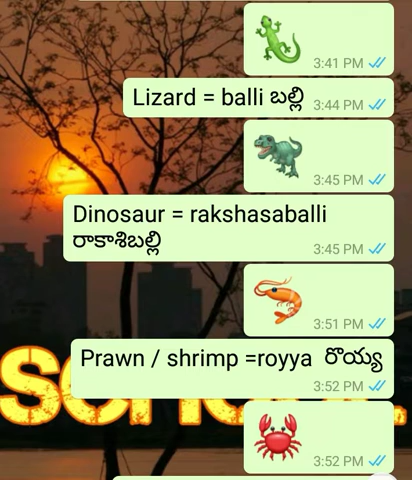 3:41 PM
Lizard = balli బల్లి
3:44 PM
3:45 PM
Dinosaur = rakshasaballi
రాకాశిబల్లి
3:45 PM
3:51 PM
Prawn / shrimp =royya రొయ్య
3:52 PM
3:52 PM